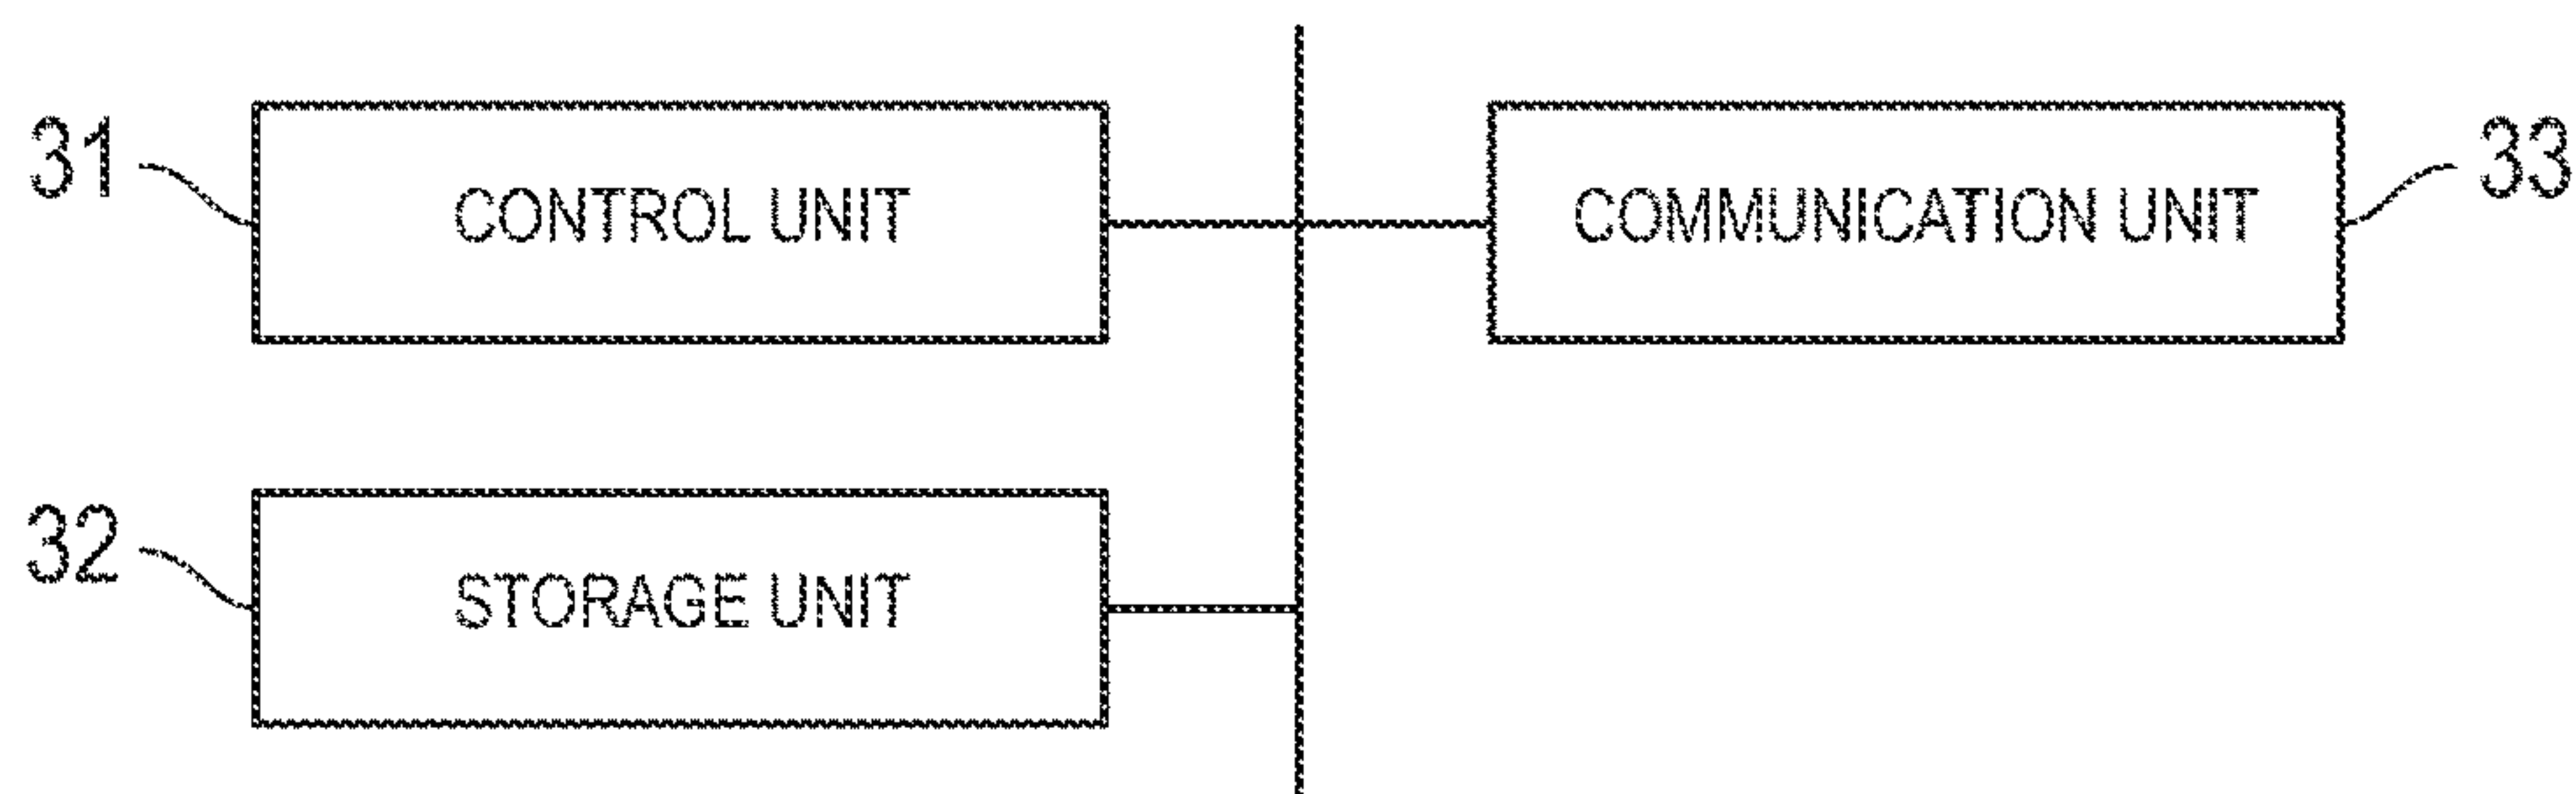 31
CONTROL UNIT
COMMUNICATION UNIT
33
32
STORAGE UNIT